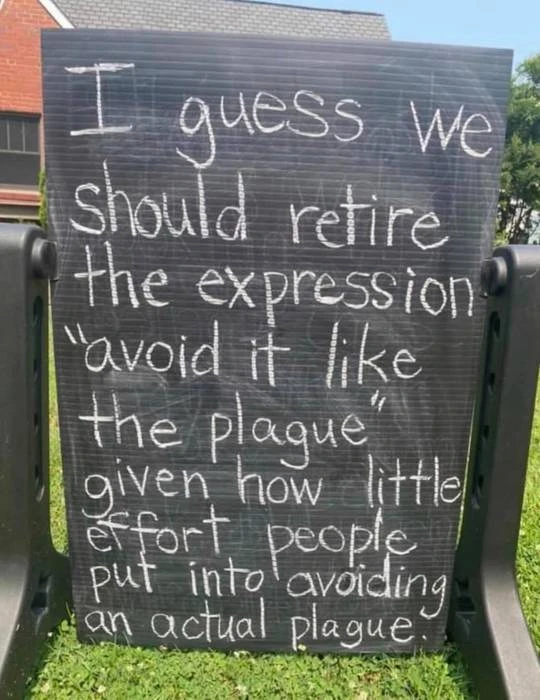 I guess we
should retire
the expression
"avoid it like
the plague"
given how little
effort people
put into avoiding
an actual plague.